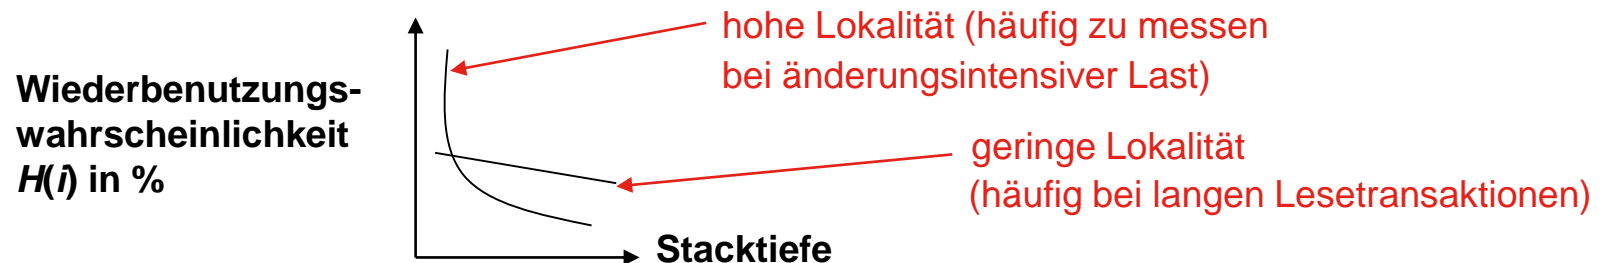 hohe Lokalität (häufig zu messen
bei änderungsintensiver Last)
Wiederbenutzungs-
wahrscheinlichkeit
H(i) in %
geringe Lokalität
(häufig bei langen Lesetransaktionen)
Stacktiefe